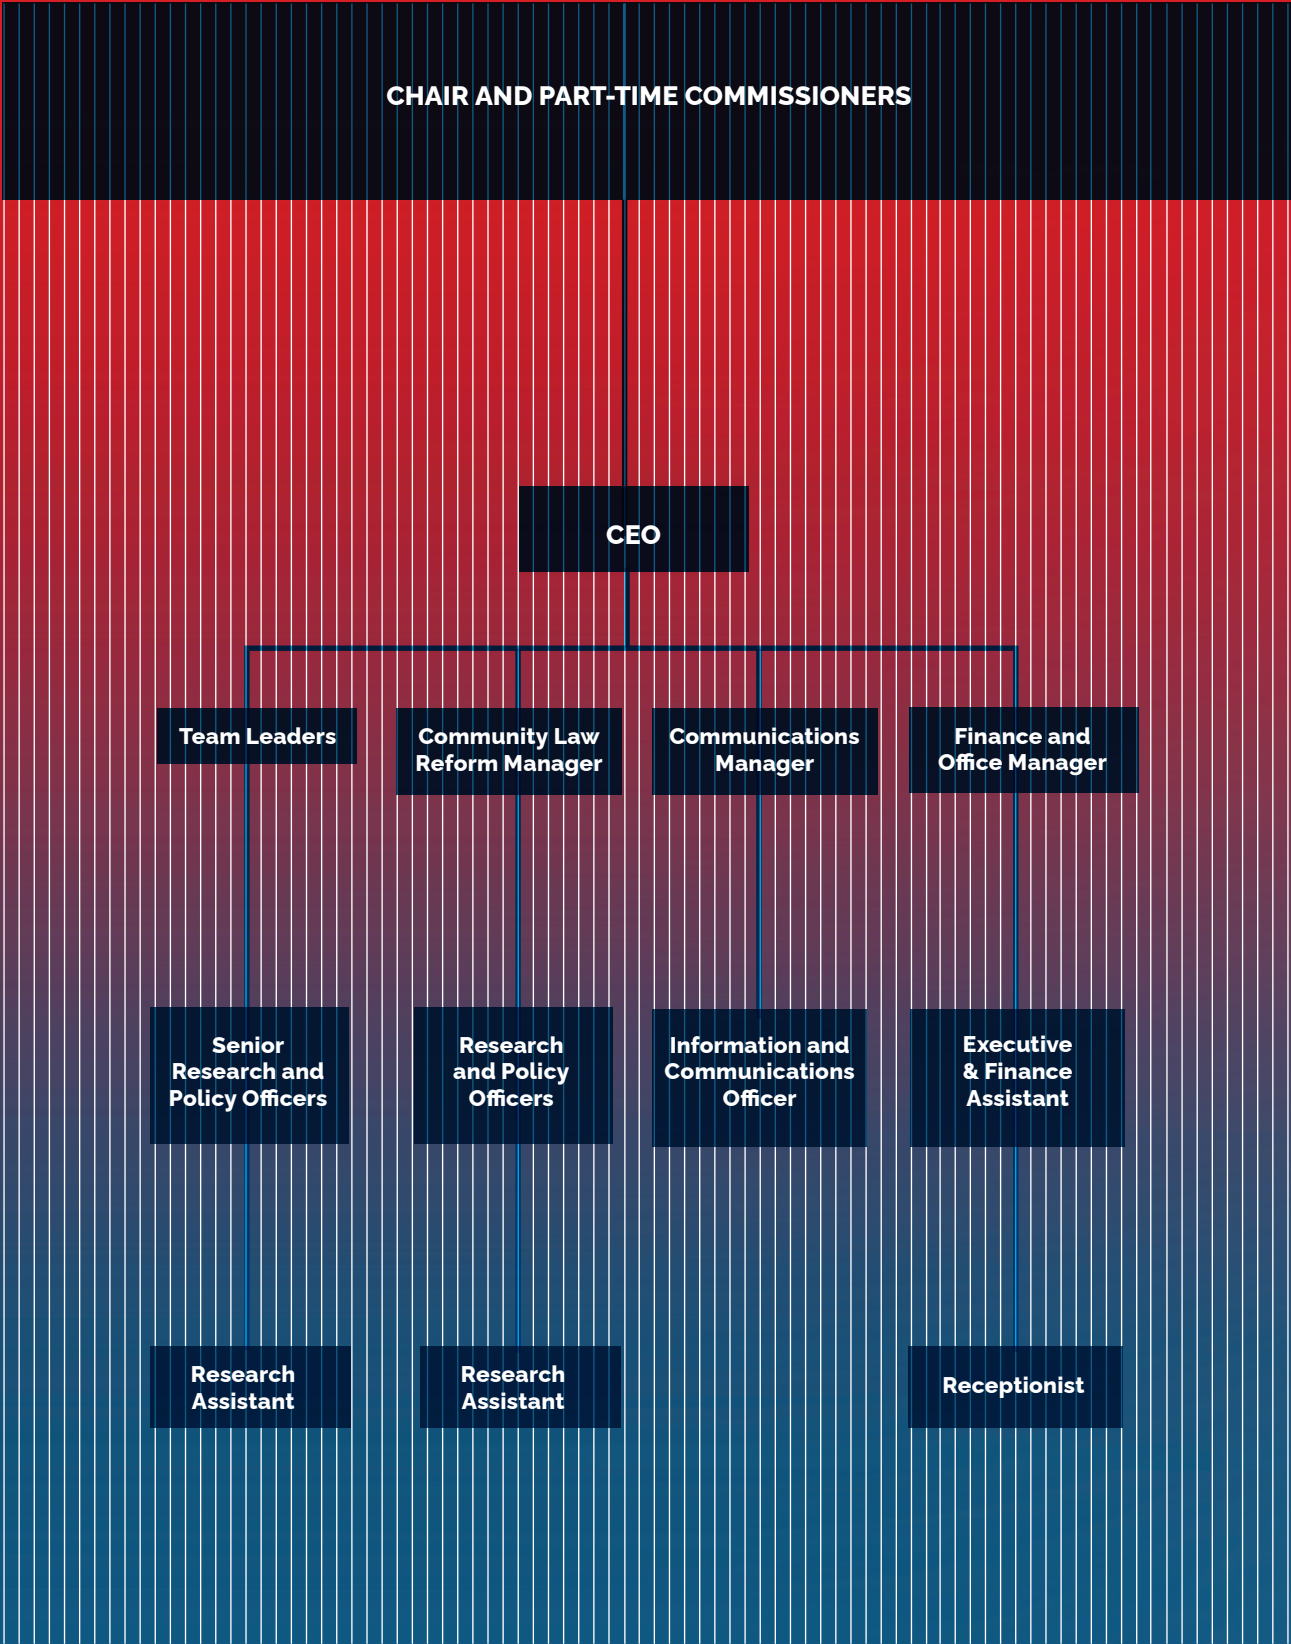 CHAIR AND PART-TIME COMMISSIONERS
CEO
Team Leaders
Community Law
Reform Manager
Communications
Manager
Finance and
Office Manager
Senior
Research and
Policy Officers
Research
and Policy
Officers
Information and
Communications
Officer
Executive
& Finance
Assistant
Research
Assistant
Research
Assistant
Receptionist